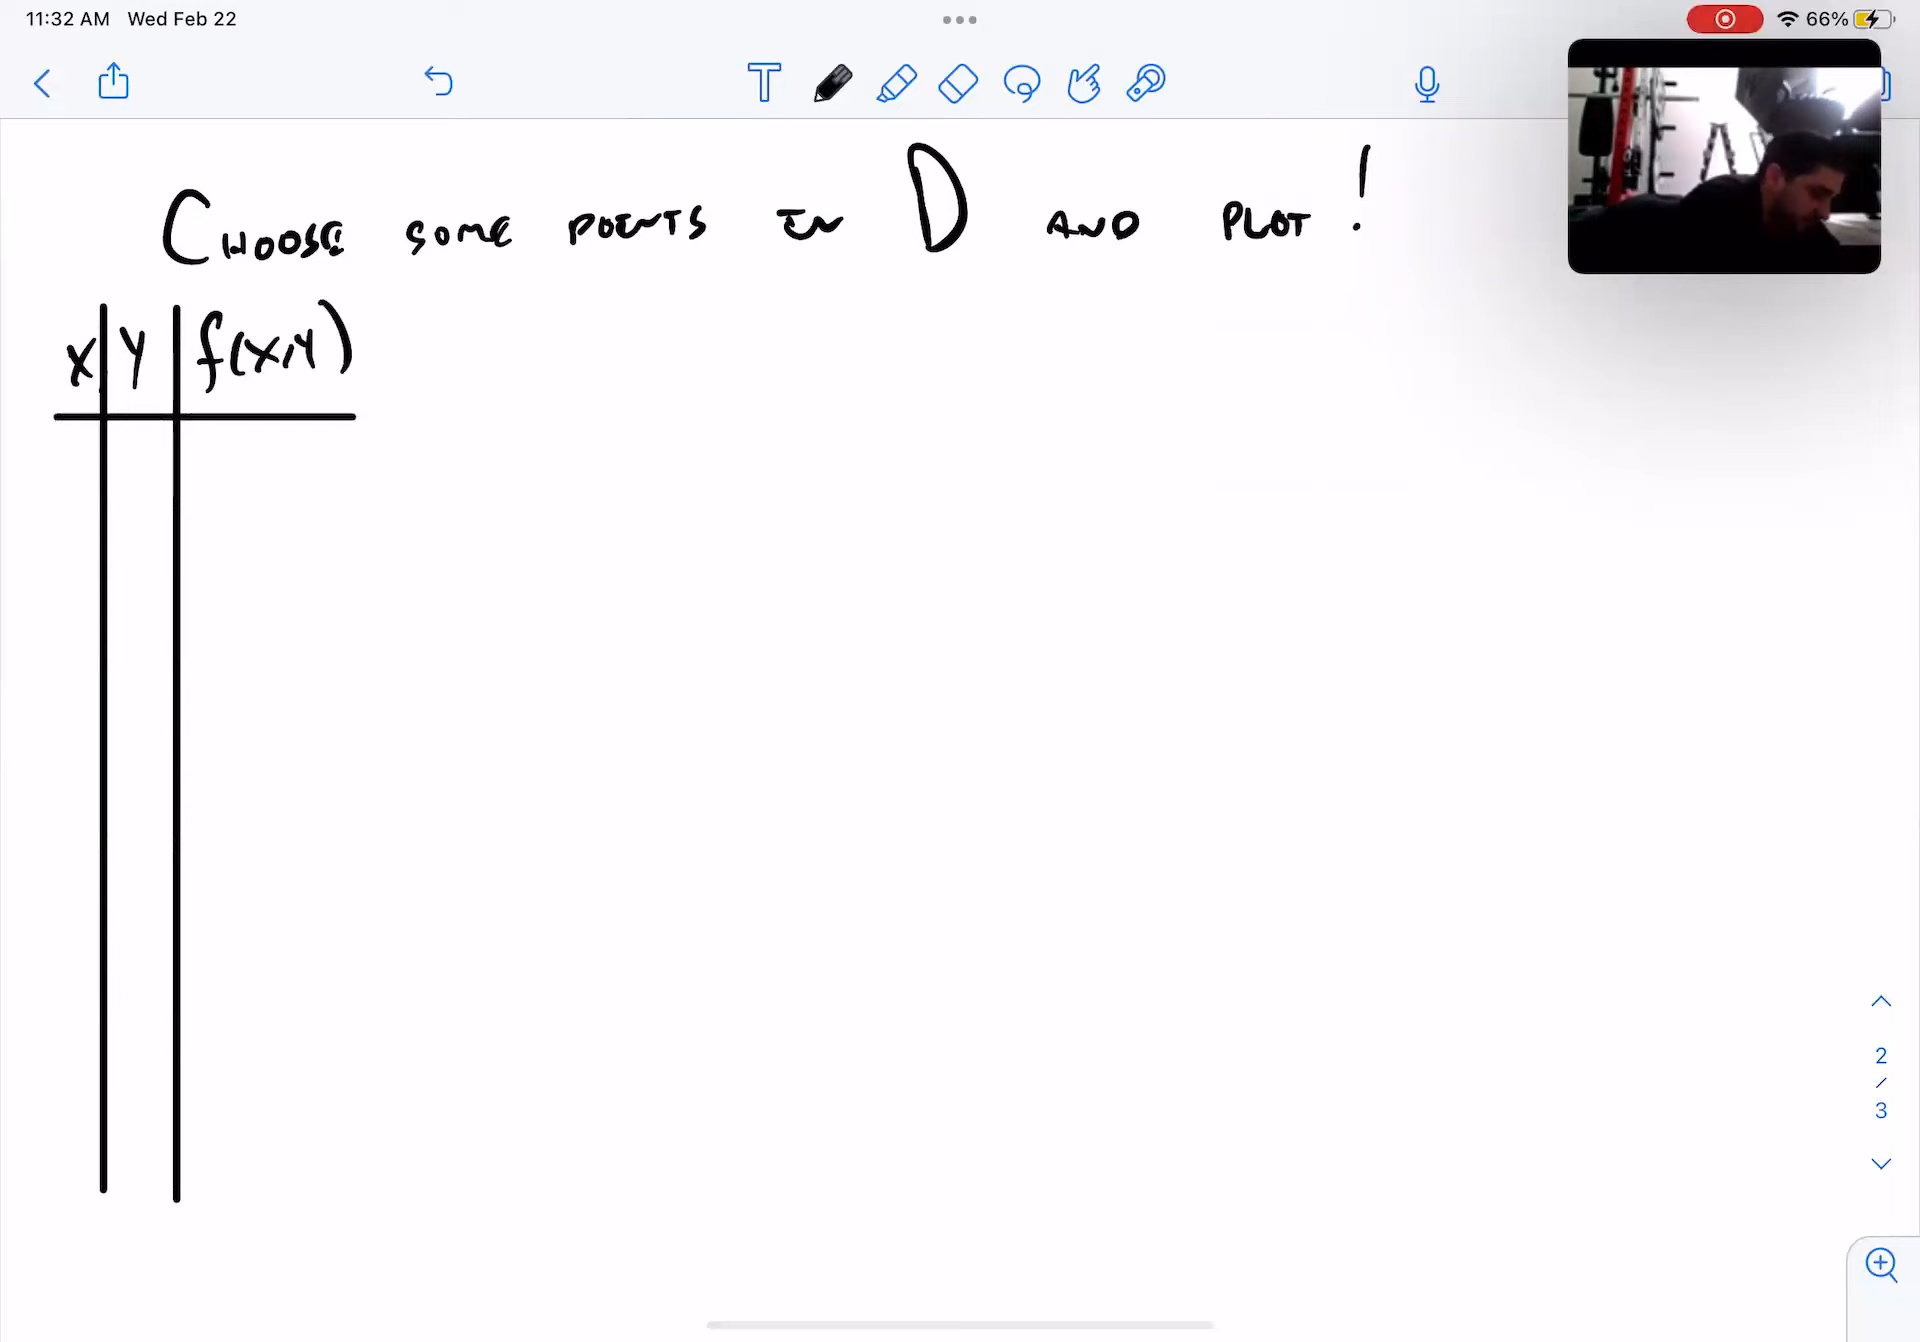 11:32 AM Wed Feb 22
66%
T
CHOOSE SOME POINTS IN D AND PLOT!
x y f(x,y)
2
/
3